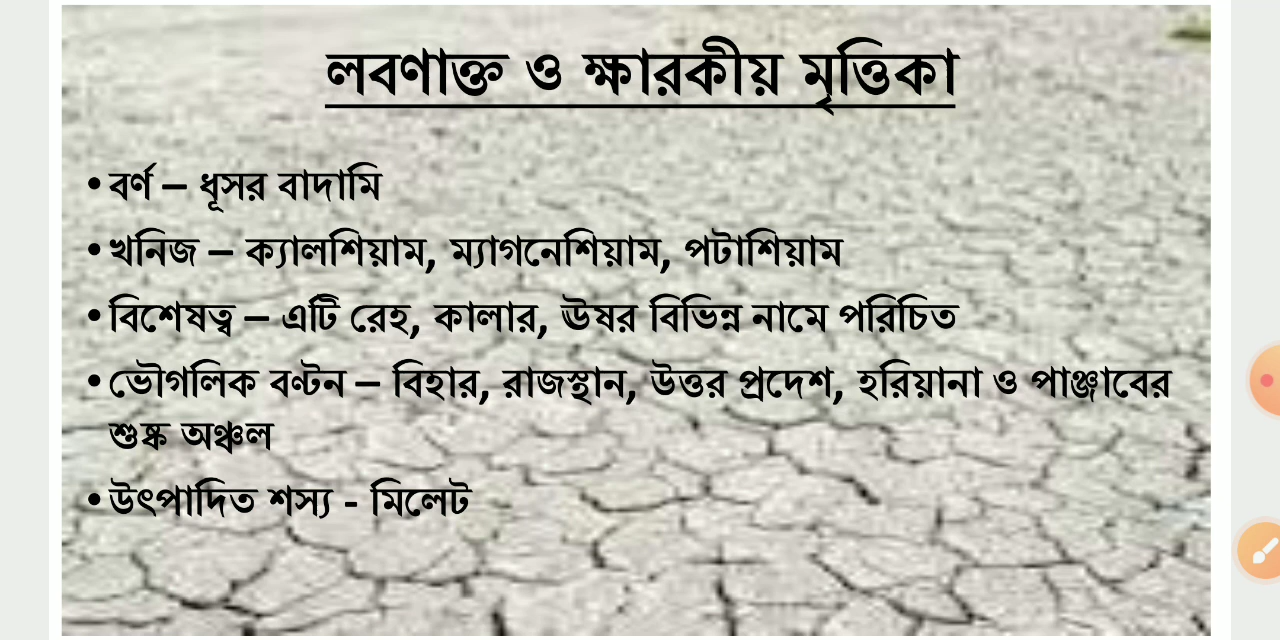 লবণাক্ত ও ক্ষারকীয় মৃত্তিকা
• বর্ণ – ধূসর বাদামি
• খনিজ – ক্যালশিয়াম, ম্যাগনেশিয়াম, পটাশিয়াম
• বিশেষত্ব – এটি রেহ, কালার, ঊষর বিভিন্ন নামে পরিচিত
• ভৌগলিক বণ্টন – বিহার, রাজস্থান, উত্তর প্রদেশ, হরিয়ানা ও পাঞ্জাবের
শুষ্ক অঞ্চল
• উৎপাদিত শস্য - মিলেট